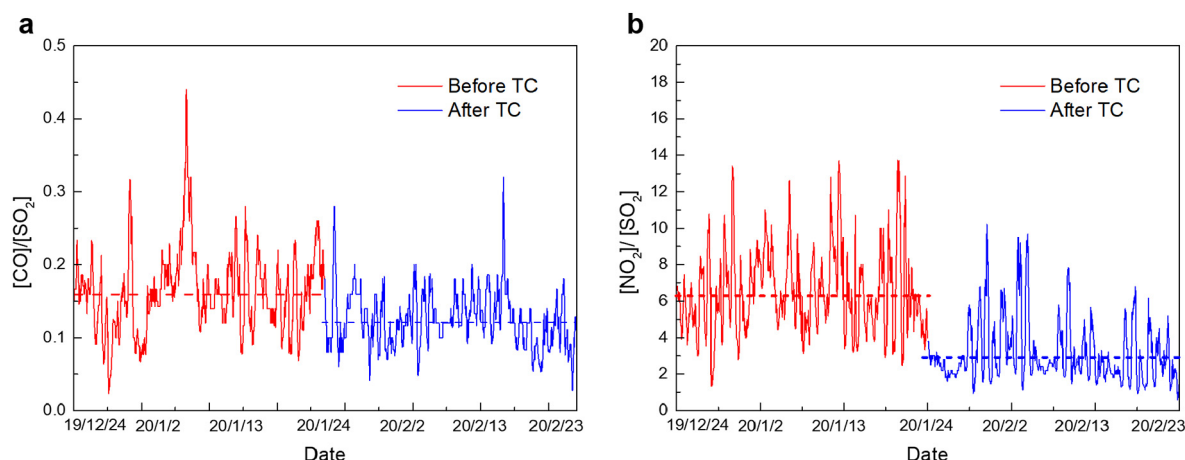 a
[CO]/[SO₂]
0.5
0.4
0.3
0.2
0.1
0.0
Before TC
After TC
19/12/24 20/1/2 20/1/13 20/1/24 20/2/2 20/2/13 20/2/23
Date
b
[NO₂]/ [SO₂]
20
18
16
14
12
10
8
6
4
2
0
Before TC
After TC
19/12/24 20/1/2 20/1/13 20/1/24 20/2/2 20/2/13 20/2/23
Date